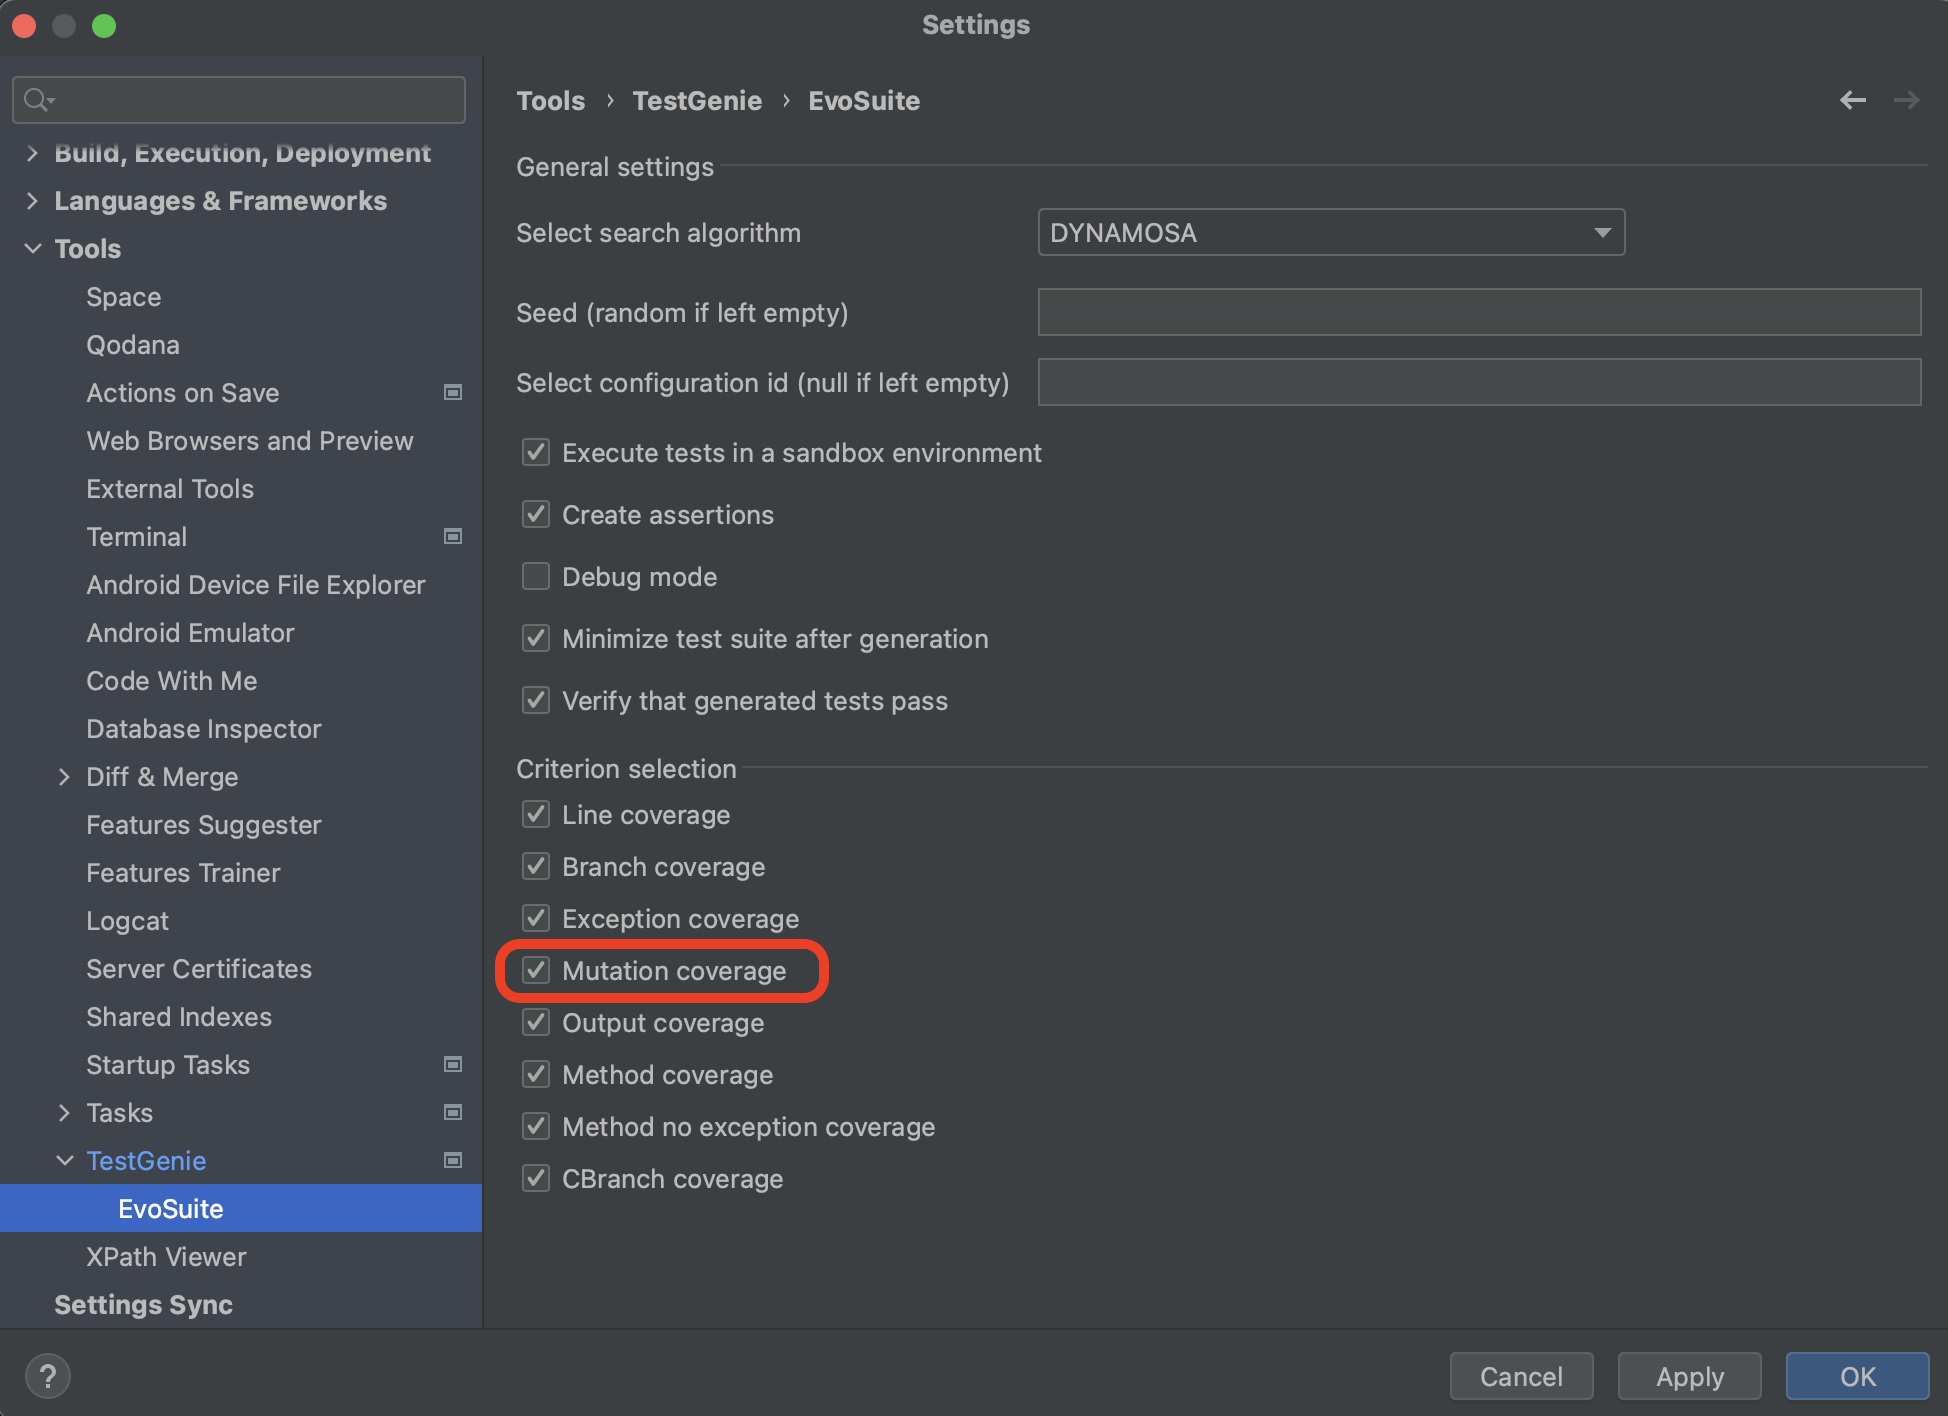 Settings
Build, Execution, Deployment
Languages & Frameworks
Tools
Space
Qodana
Actions on Save
Web Browsers and Preview
External Tools
Terminal
Android Device File Explorer
Android Emulator
Code With Me
Database Inspector
Diff & Merge
Features Suggester
Features Trainer
Logcat
Server Certificates
Shared Indexes
Startup Tasks
Tasks
TestGenie
EvoSuite
XPath Viewer
Settings Sync
Tools › TestGenie › EvoSuite
General settings
Select search algorithm DYNAMOSA
Seed (random if left empty)
Select configuration id (null if left empty)
Execute tests in a sandbox environment
Create assertions
Debug mode
Minimize test suite after generation
Verify that generated tests pass
Criterion selection
Line coverage
Branch coverage
Exception coverage
Mutation coverage
Output coverage
Method coverage
Method no exception coverage
CBranch coverage
? Cancel Apply OK